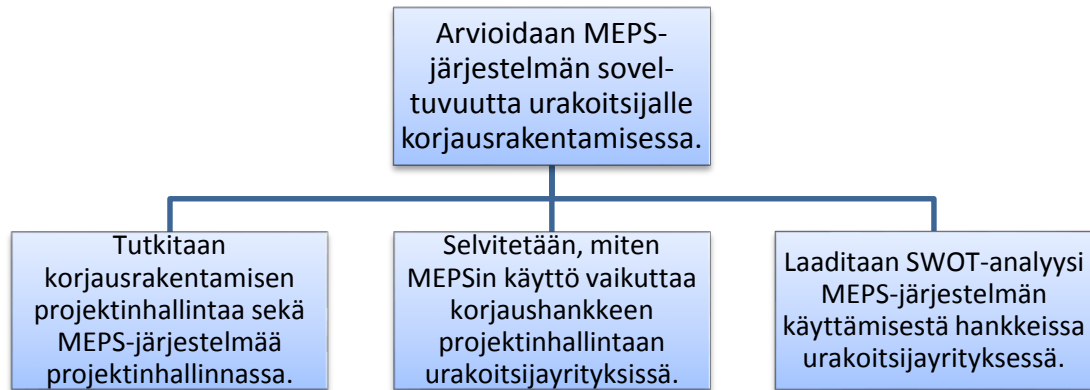 Arvioidaan MEPS-
järjestelmän sovel-
tuvuutta urakoitsijalle
korjausrakentamisessa.
Tutkitaan
korjausrakentamisen
projektinhallintaa sekä
MEPS-järjestelmää
projektinhallinnassa.
Selvitetään, miten
MEPSin käyttö vaikuttaa
korjaushankkeen
projektinhallintaan
urakoitsijayrityksissä.
Laaditaan SWOT-analyysi
MEPS-järjestelmän
käyttämisestä hankkeissa
urakoitsijayrityksessä.